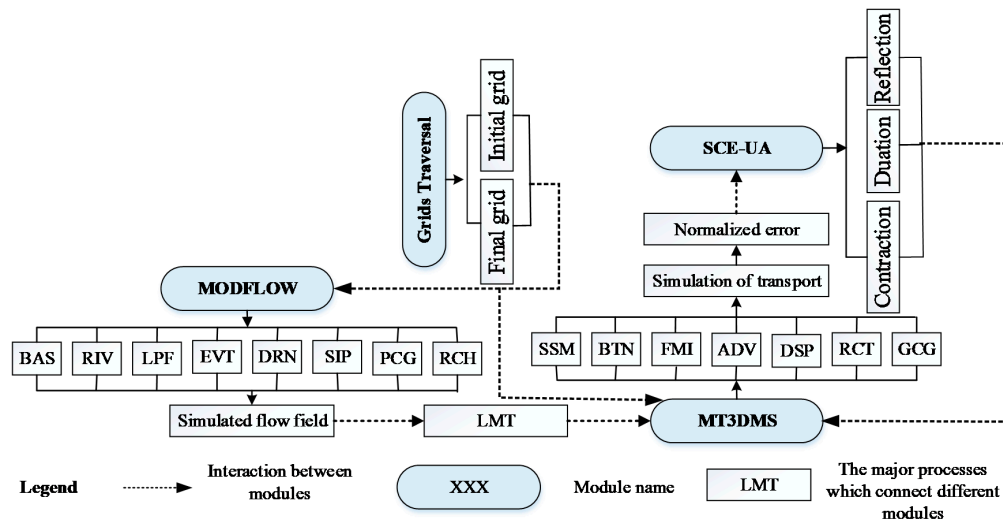 Grids Traversal
Initial grid
Final grid
SCE-UA
Reflection
Duation
Contraction
Normalized error
Simulation of transport
MODFLOW
BAS
RIV
LPF
EVT
DRN
SIP
PCG
RCH
SSM
BTN
FMI
ADV
DSP
RCT
GCG
Simulated flow field
LMT
MT3DMS
Legend
Interaction between
modules
XXX
Module name
LMT
The major processes
which connect different
modules